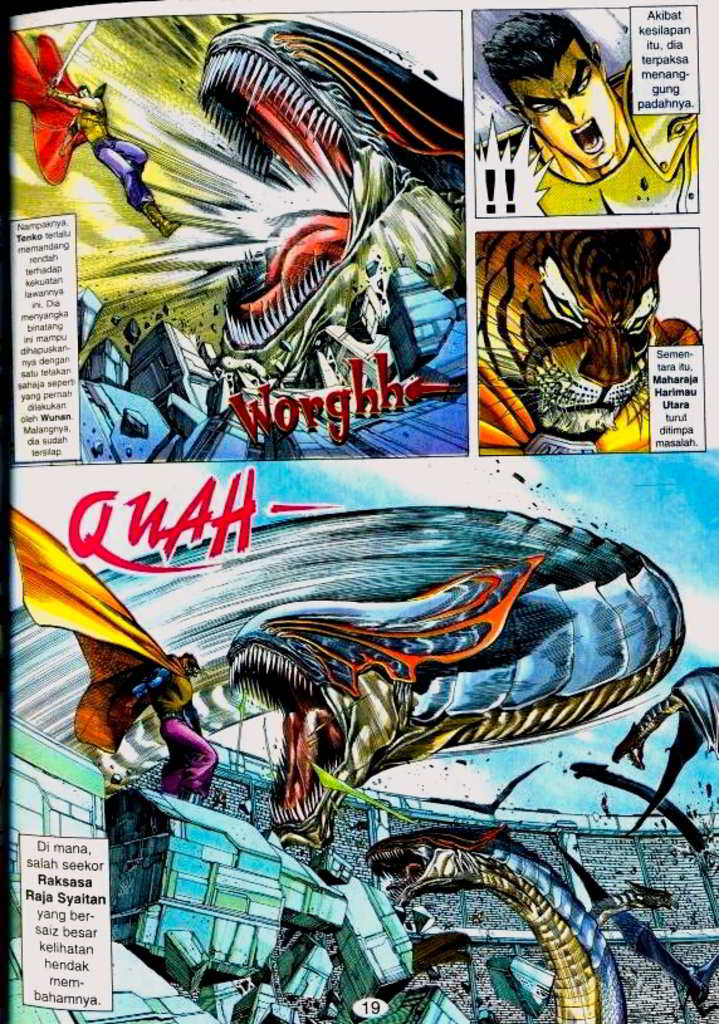 Nampaknya,
Tenko terlalu
memandang
rendah
terhadap
kekuatan
lawannya
ini. Dia
menyangka
binatang
ini mampu
dihapuskan-
nya dengan
satu tetakan
sahaja seperti
yang pernah
dilakukan
oleh Wunan.
Malangnya,
dia sudah
tersilap
Worghh
Akibat
kesilapan
itu, dia
terpaksa
menang-
gung
padahnya.
!!
Semen-
tara itu,
Maharaja
Harimau
Utara
turut
ditimpa
masalah.
QUAH
Di mana,
salah seekor
Raksasa
Raja Syaitan
yang ber-
saiz besar
kelihatan
hendak
mem-
bahamnya.
19